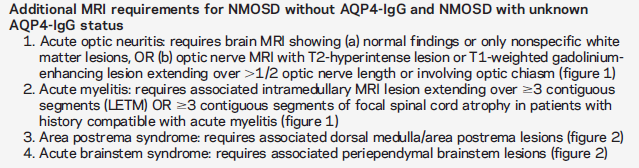 Additional MRI requirements for NMOSD without AQP4-IgG and NMOSD with unknown
AQP4-IgG status
1. Acute optic neuritis: requires brain MRI showing (a) normal findings or only nonspecific white
matter lesions, OR (b) optic nerve MRI with T2-hyperintense lesion or T1-weighted gadolinium-
enhancing lesion extending over >1/2 optic nerve length or involving optic chiasm (figure 1)
2. Acute myelitis: requires associated intramedullary MRI lesion extending over ≥3 contiguous
segments (LETM) OR ≥3 contiguous segments of focal spinal cord atrophy in patients with
history compatible with acute myelitis (figure 1)
3. Area postrema syndrome: requires associated dorsal medulla/area postrema lesions (figure 2)
4. Acute brainstem syndrome: requires associated periependymal brainstem lesions (figure 2)